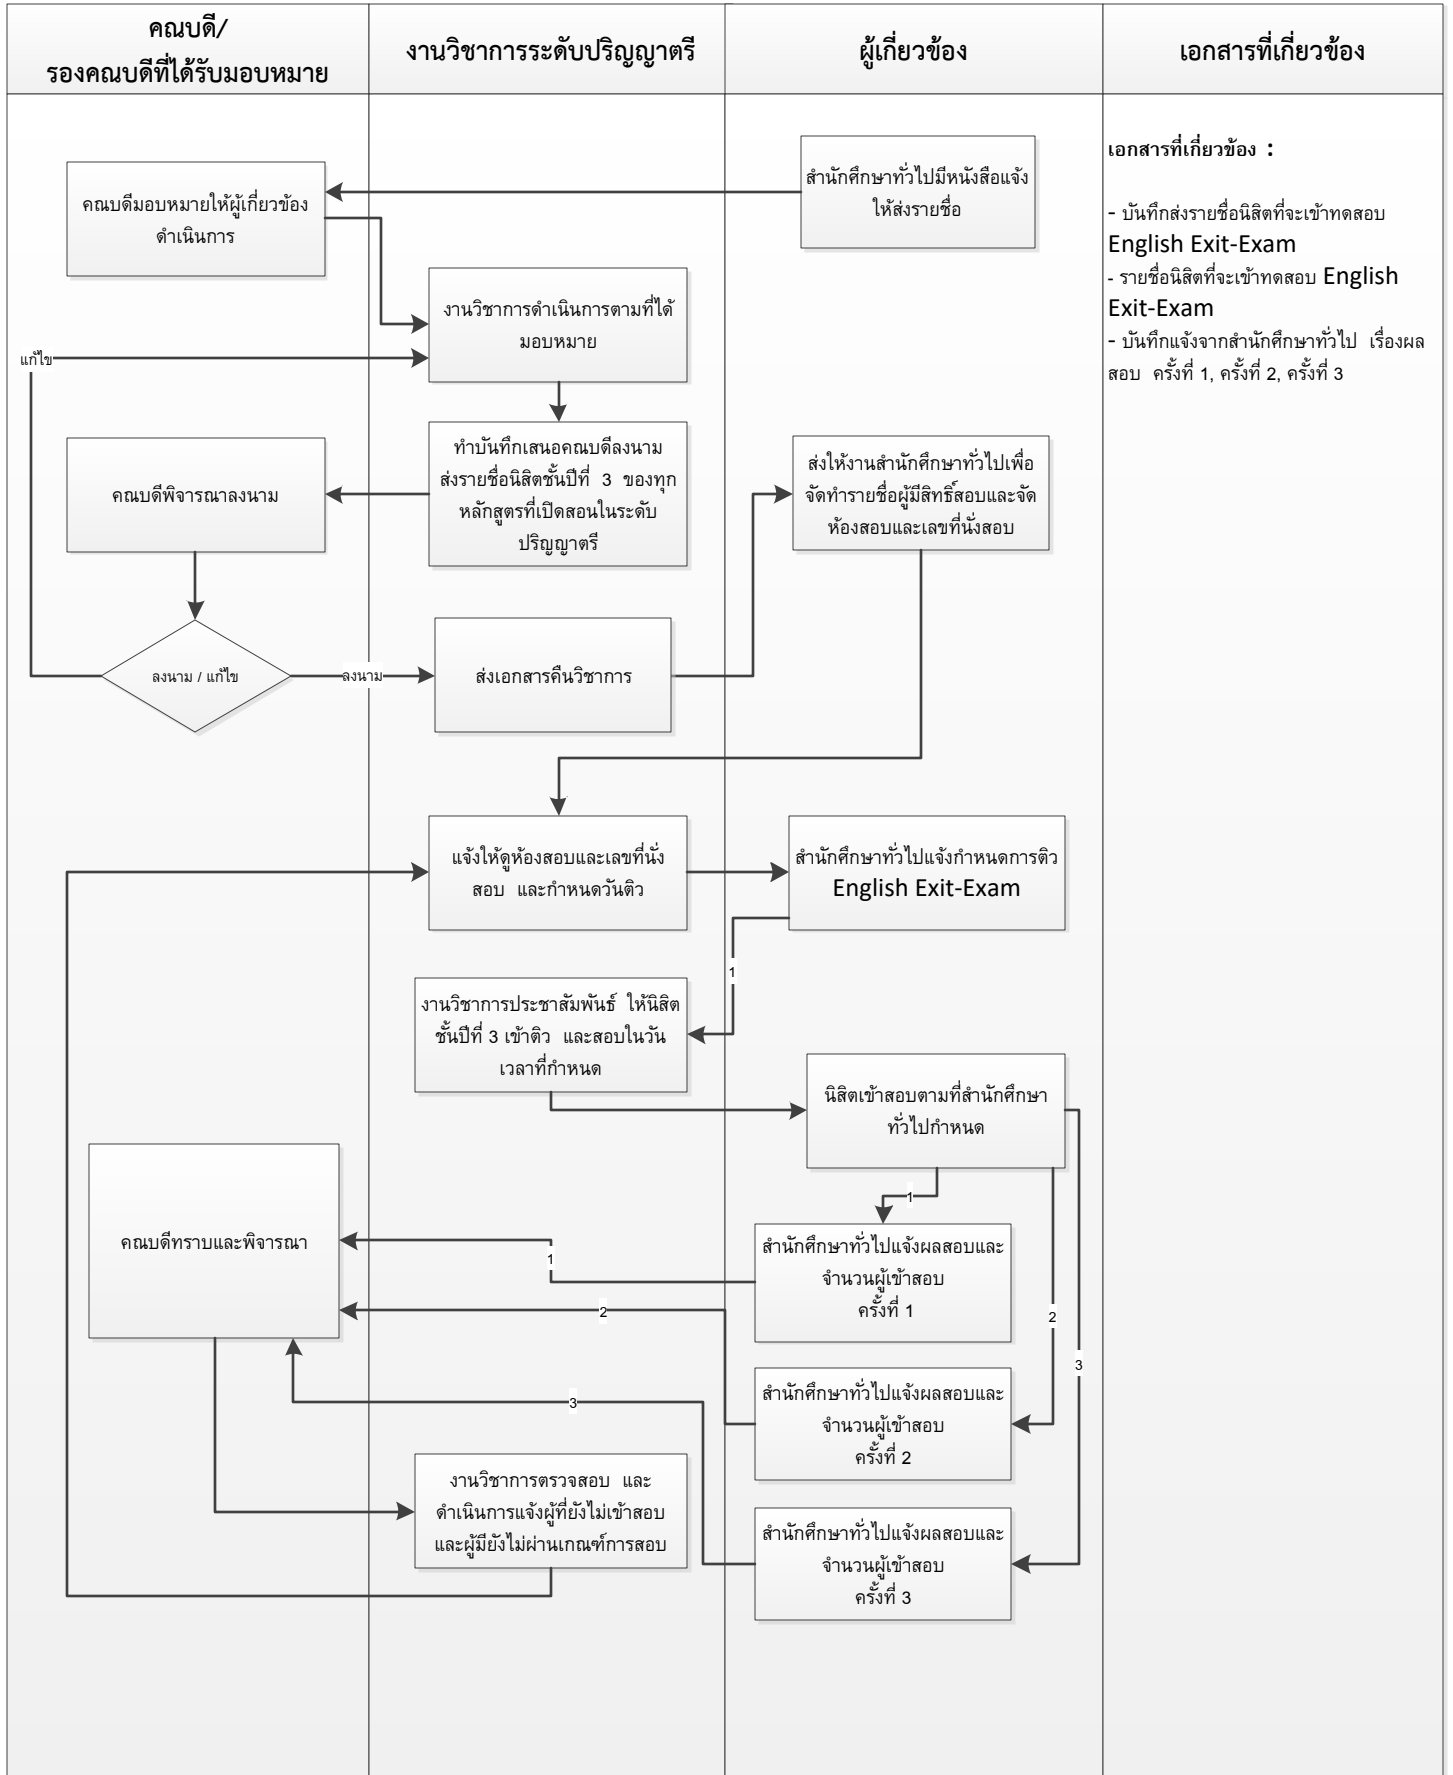 คณบดี/
รองคณบดีที่ได้รับมอบหมาย
งานวิชาการระดับปริญญาตรี
ผู้เกี่ยวข้อง
เอกสารที่เกี่ยวข้อง
สำนักศึกษาทั่วไปมีหนังสือแจ้ง
ให้ส่งรายชื่อ
คณบดีมอบหมายให้ผู้เกี่ยวข้อง
ดำเนินการ
งานวิชาการดำเนินการตามที่ได้
มอบหมาย
แก้ไข
ทำบันทึกเสนอคณบดีลงนาม
ส่งรายชื่อนิสิตชั้นปีที่ 3 ของทุก
หลักสูตรที่เปิดสอนในระดับ
ปริญญาตรี
คณบดีพิจารณาลงนาม
ลงนาม / แก้ไข
ลงนาม
ส่งเอกสารคืนวิชาการ
ส่งให้งานสำนักศึกษาทั่วไปเพื่อ
จัดทำรายชื่อผู้มีสิทธิ์สอบและจัด
ห้องสอบและเลขที่นั่งสอบ
แจ้งให้ดูห้องสอบและเลขที่นั่ง
สอบ และกำหนดวันติว
สำนักศึกษาทั่วไปแจ้งกำหนดการติว
English Exit-Exam
1
งานวิชาการประชาสัมพันธ์ ให้นิสิต
ชั้นปีที่ 3 เข้าติว และสอบในวัน
เวลาที่กำหนด
นิสิตเข้าสอบตามที่สำนักศึกษา
ทั่วไปกำหนด
1
2
3
สำนักศึกษาทั่วไปแจ้งผลสอบและ
จำนวนผู้เข้าสอบ
ครั้งที่ 1
1
คณบดีทราบและพิจารณา
2
สำนักศึกษาทั่วไปแจ้งผลสอบและ
จำนวนผู้เข้าสอบ
ครั้งที่ 2
3
สำนักศึกษาทั่วไปแจ้งผลสอบและ
จำนวนผู้เข้าสอบ
ครั้งที่ 3
งานวิชาการตรวจสอบ และ
ดำเนินการแจ้งผู้ที่ยังไม่เข้าสอบ
และผู้มียังไม่ผ่านเกณฑ์การสอบ
เอกสารที่เกี่ยวข้อง :
- บันทึกส่งรายชื่อนิสิตที่จะเข้าทดสอบ
English Exit-Exam
- รายชื่อนิสิตที่จะเข้าทดสอบ English
Exit-Exam
- บันทึกแจ้งจากสำนักศึกษาทั่วไป เรื่องผล
สอบ ครั้งที่ 1, ครั้งที่ 2, ครั้งที่ 3